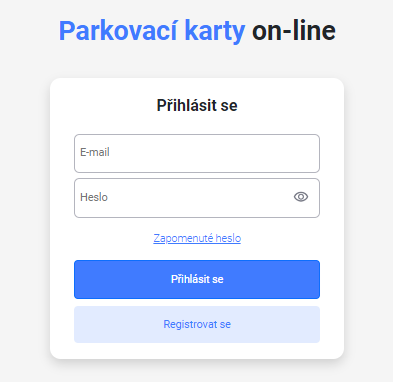 Parkovací karty on-line
Přihlásit se
E-mail
Heslo
Zapomenuté heslo
Přihlásit se
Registrovat se